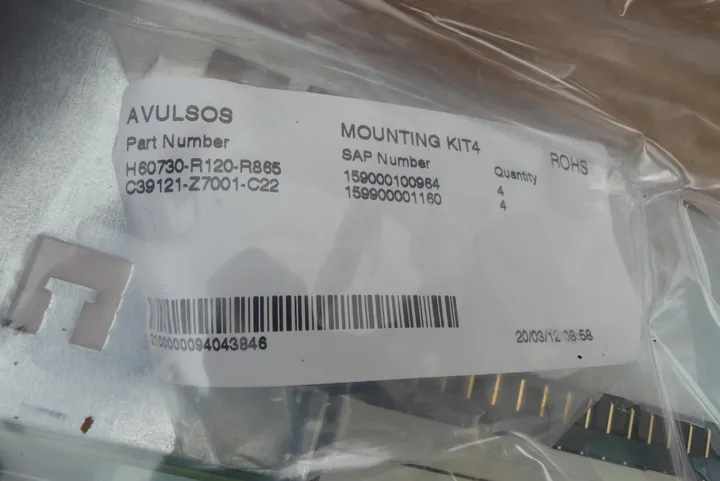 AVULSOS
MOUNTING KIT4
ROHS
Part Number
SAP Number
Quantity
H60730-R120-R865
159000100964
4
C39121-Z7001-C22
159900001160
4
2100000094043846
20/03/12 09:58